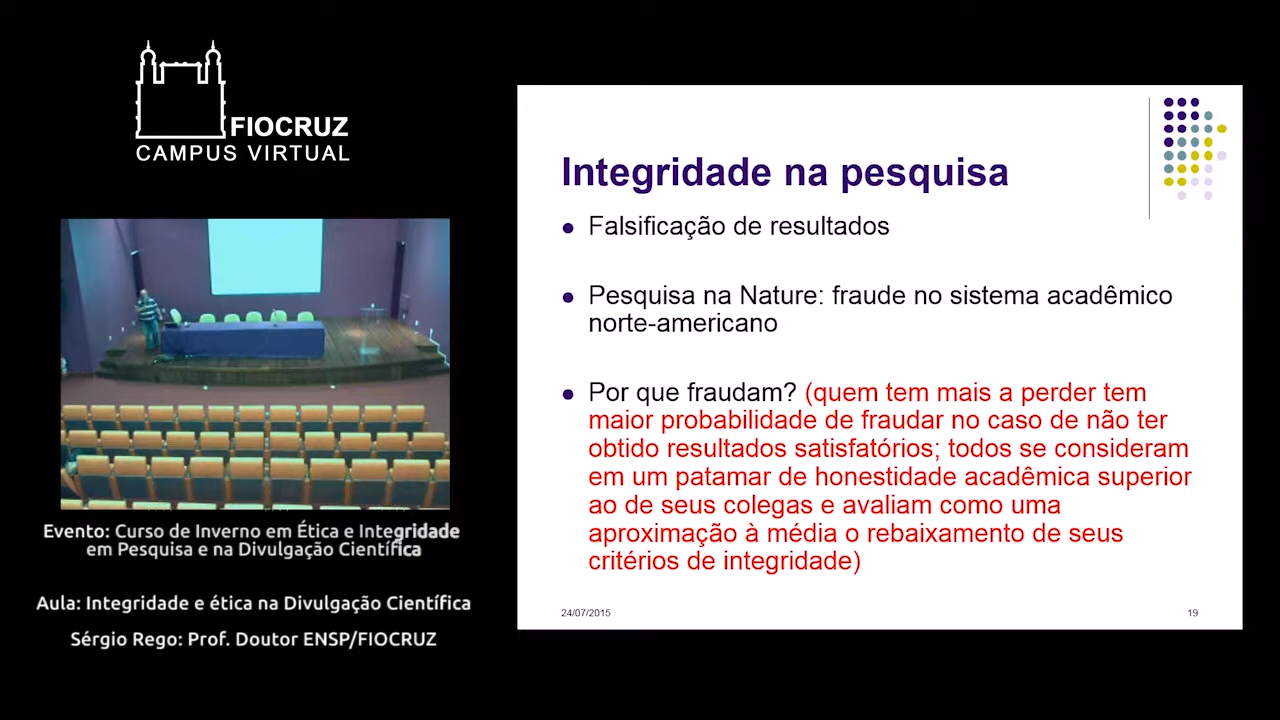 FIOCRUZ
CAMPUS VIRTUAL
Evento: Curso de Inverno em Ética e Integridade
em Pesquisa e na Divulgação Científica
Aula: Integridade e ética na Divulgação Científica
Sérgio Rego: Prof. Doutor ENSP/FIOCRUZ
Integridade na pesquisa
Falsificação de resultados
Pesquisa na Nature: fraude no sistema acadêmico
norte-americano
Por que fraudam? (quem tem mais a perder tem
maior probabilidade de fraudar no caso de não ter
obtido resultados satisfatórios; todos se consideram
em um patamar de honestidade acadêmica superior
ao de seus colegas e avaliam como uma
aproximação à média o rebaixamento de seus
critérios de integridade)
24/07/2015
19